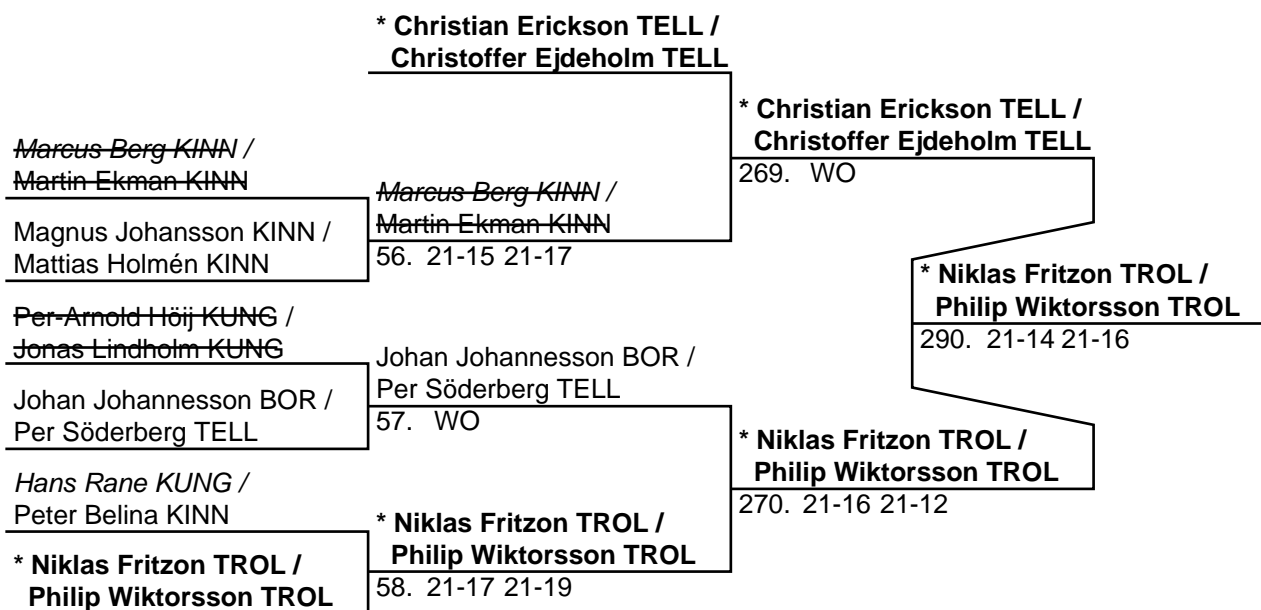 * Christian Erickson TELL /
Christoffer Ejdeholm TELL
* Christian Erickson TELL /
Christoffer Ejdeholm TELL
269. WO
Marcus Berg KINN /
Martin Ekman KINN
Marcus Berg KINN /
Martin Ekman KINN
56. 21-15 21-17
Magnus Johansson KINN /
Mattias Holmén KINN
* Niklas Fritzon TROL /
Philip Wiktorsson TROL
290. 21-14 21-16
Per-Arnold Höij KUNG /
Jonas Lindholm KUNG
Johan Johannesson BOR /
Per Söderberg TELL
57. WO
Johan Johannesson BOR /
Per Söderberg TELL
* Niklas Fritzon TROL /
Philip Wiktorsson TROL
270. 21-16 21-12
Hans Rane KUNG /
Peter Belina KINN
* Niklas Fritzon TROL /
Philip Wiktorsson TROL
58. 21-17 21-19
* Niklas Fritzon TROL /
Philip Wiktorsson TROL